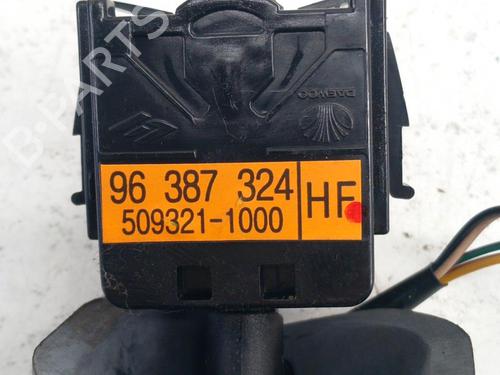 DAEWOO
96 387 324
HF
509321-1000
B-PARTS